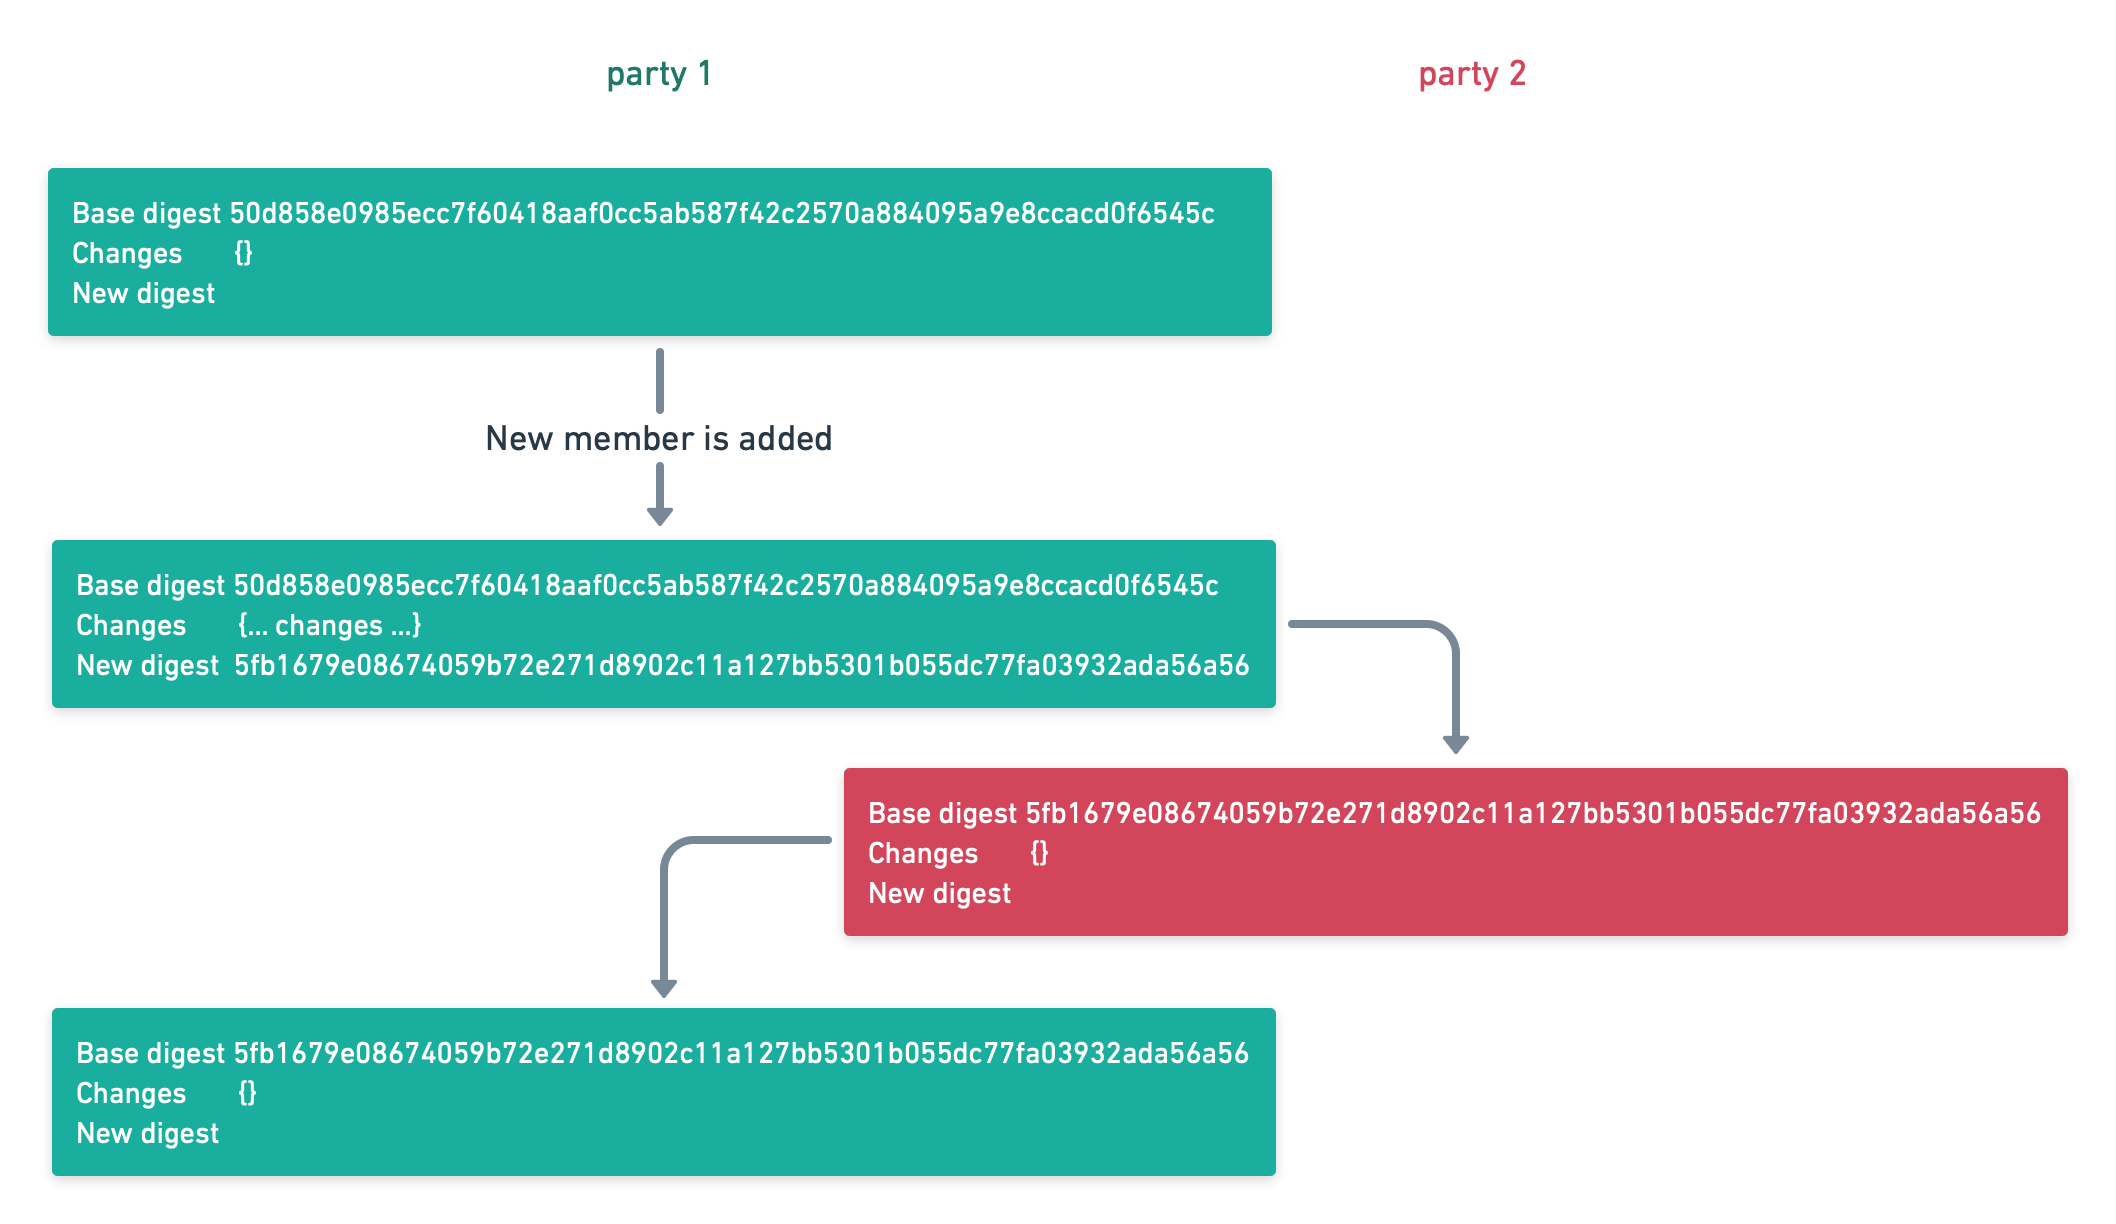 party 1
party 2
Base digest 50d858e0985ecc7f60418aaf0cc5ab587f42c2570a884095a9e8ccacd0f6545c
Changes {}
New digest
New member is added
Base digest 50d858e0985ecc7f60418aaf0cc5ab587f42c2570a884095a9e8ccacd0f6545c
Changes {... changes ...}
New digest 5fb1679e08674059b72e271d8902c11a127bb5301b055dc77fa03932ada56a56
Base digest 5fb1679e08674059b72e271d8902c11a127bb5301b055dc77fa03932ada56a56
Changes {}
New digest
Base digest 5fb1679e08674059b72e271d8902c11a127bb5301b055dc77fa03932ada56a56
Changes {}
New digest